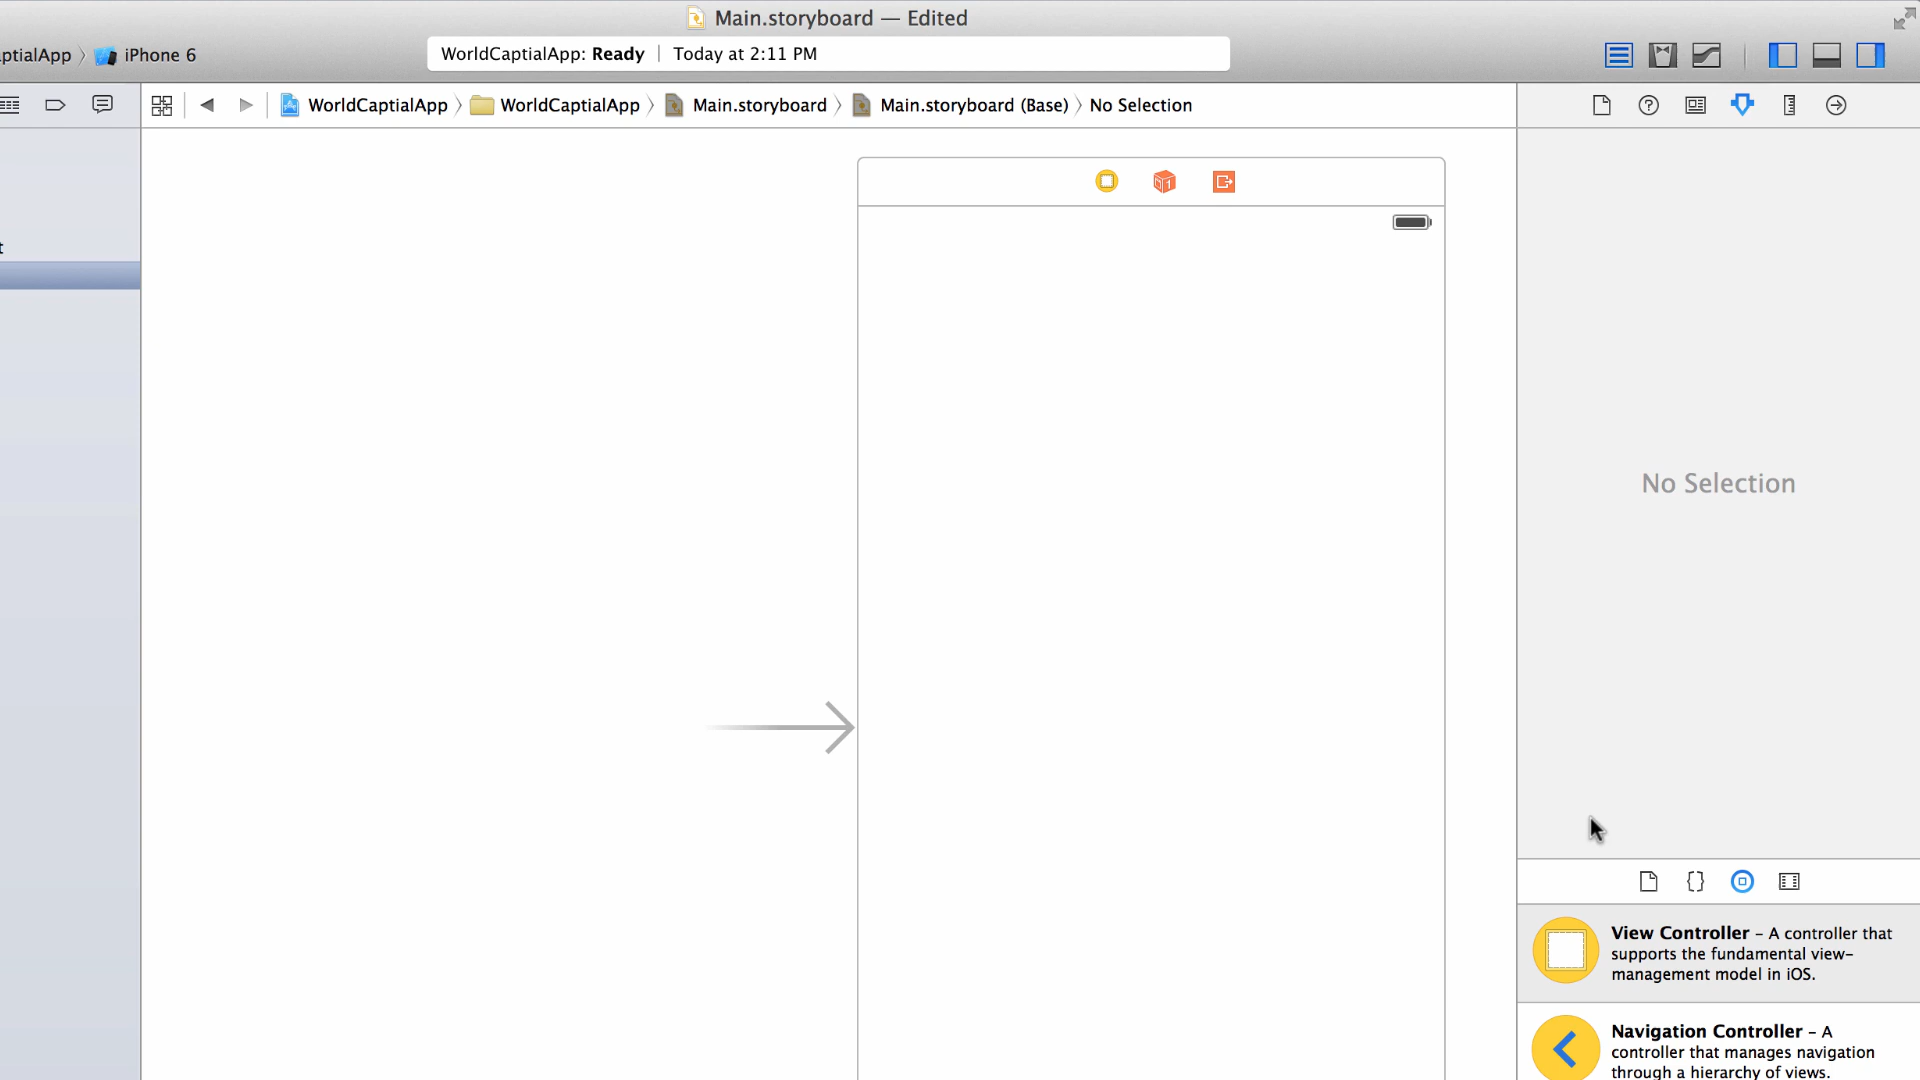 Main.storyboard — Edited
ptialApp 〉 iPhone 6
WorldCaptialApp: Ready | Today at 2:11 PM
WorldCaptialApp 〉 WorldCaptialApp 〉 Main.storyboard 〉 Main.storyboard (Base) 〉 No Selection
t
No Selection
View Controller – A controller that
supports the fundamental view-
management model in iOS.
Navigation Controller – A
controller that manages navigation
through a hierarchy of views.